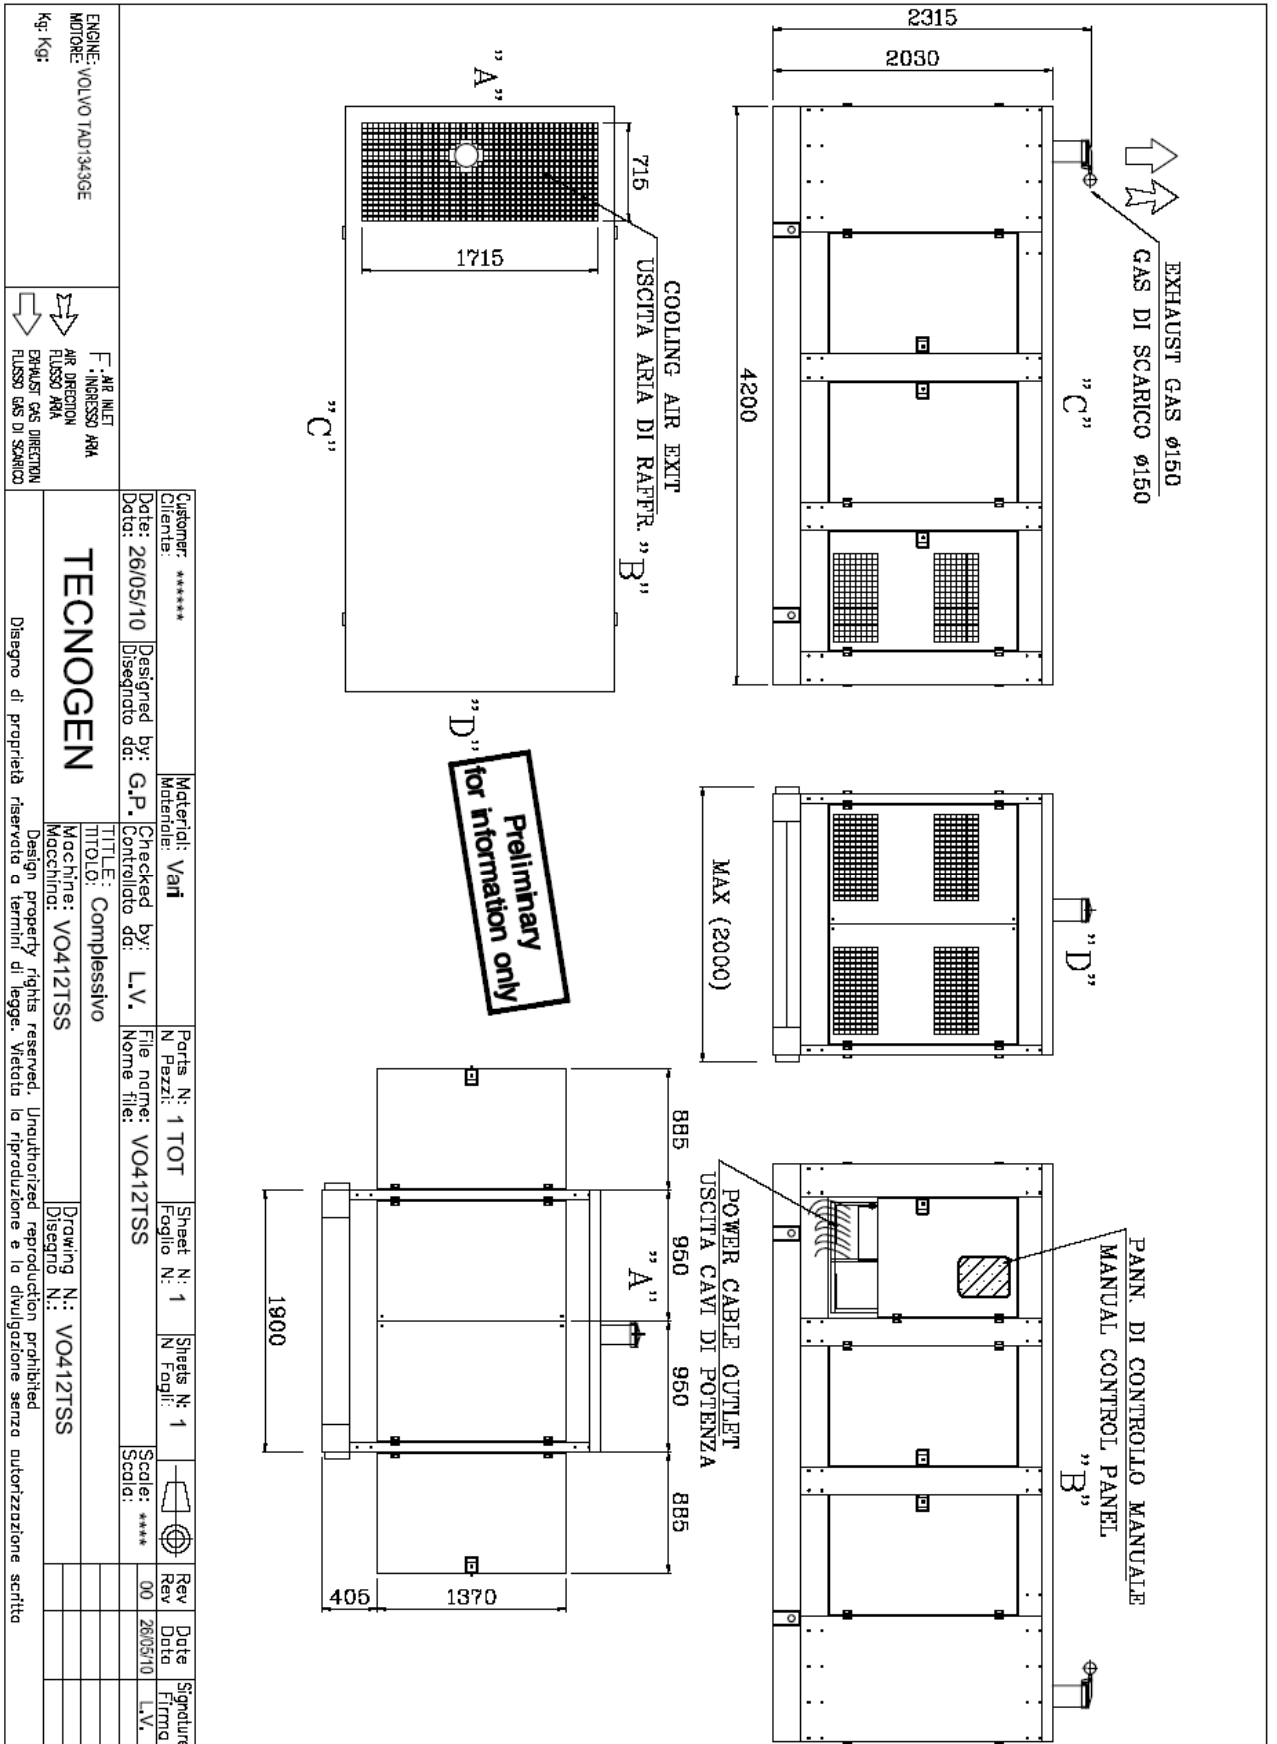 2315
2030
4200
EXHAUST GAS ø150
GAS DI SCARICO ø150
"C"
"D"
MAX (2000)
PANN. DI CONTROLLO MANUALE
MANUAL CONTROL PANEL
"B"
POWER CABLE OUTLET
USCITA CAVI DI POTENZA
"A"
715
1715
COOLING AIR EXIT
USCITA ARIA DI RAFFR.
"B"
"C"
"D"
Preliminary
for information only
885
950
"A"
950
885
1900
405
1370
ENGINE:
MOTORE: VOLVO TAD1343GE
Kg: Kg:
F: AIR INLET
INGRESSO ARIA
AIR DIRECTION
FLUSSO ARIA
EXHAUST GAS DIRECTION
FLUSSO GAS DI SCARICO
Customer: ******
Cliente:
Material: Vari
Materiale:
Parts N: 1 TOT
N Pezzi:
Sheet N: 1
Foglio N:
Sheets N: 1
N Fogli:
Rev Date Signature
Rev Data Firma
Date: 26/05/10
Data:
Designed by: G.P.
Disegnato da:
Checked by: L.V.
Controllato da:
File name: VO412TSS
Nome file:
Scale: ****
Scala:
00 26/05/10 L.V.
TECNOGEN
TITLE: Complessivo
TITOLO:
Machine: VO412TSS
Macchina:
Drawing N.: VO412TSS
Disegno N.:
Design property rights reserved. Unauthorized reproduction prohibited
Disegno di proprietà riservata a termini di legge. Vietata la riproduzione e la divulgazione senza autorizzazione scritta